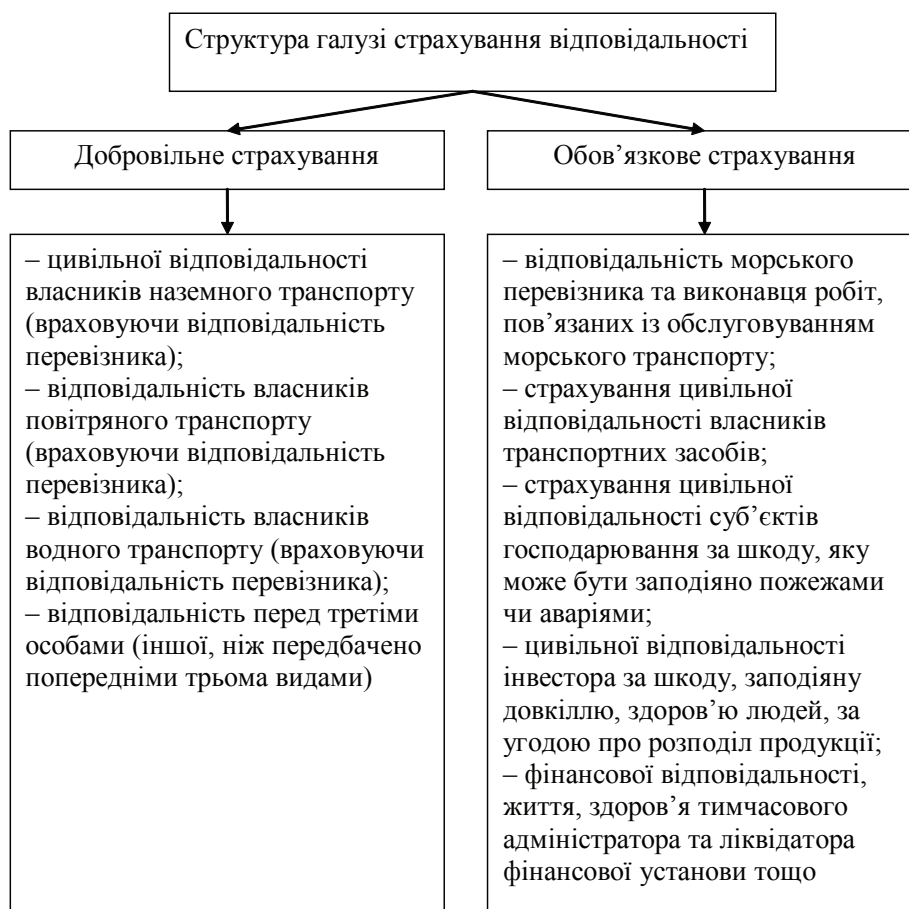 Структура галузі страхування відповідальності
Добровільне страхування
Обов’язкове страхування
– цивільної відповідальності
власників наземного транспорту
(враховуючи відповідальність
перевізника);
– відповідальність власників
повітряного транспорту
(враховуючи відповідальність
перевізника);
– відповідальність власників
водного транспорту (враховуючи
відповідальність перевізника);
– відповідальність перед третіми
особами (іншої, ніж передбачено
попередніми трьома видами)
– відповідальність морського
перевізника та виконавця робіт,
пов’язаних із обслуговуванням
морського транспорту;
– страхування цивільної
відповідальності власників
транспортних засобів;
– страхування цивільної
відповідальності суб’єктів
господарювання за шкоду, яку
може бути заподіяно пожежами
чи аваріями;
– цивільної відповідальності
інвестора за шкоду, заподіяну
довкіллю, здоров’ю людей, за
угодою про розподіл продукції;
– фінансової відповідальності,
життя, здоров’я тимчасового
адміністратора та ліквідатора
фінансової установи тощо